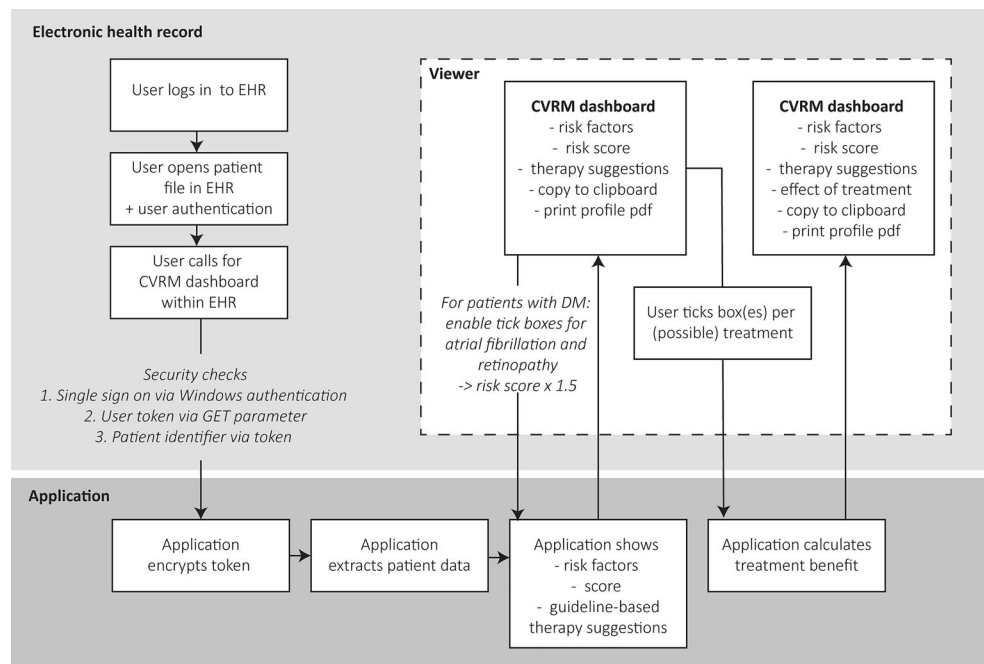 Electronic health record
User logs in to EHR
User opens patient
file in EHR
+ user authentication
User calls for
CVRM dashboard
within EHR
Security checks
1. Single sign on via Windows authentication
2. User token via GET parameter
3. Patient identifier via token
Viewer
CVRM dashboard
- risk factors
- risk score
- therapy suggestions
- copy to clipboard
- print profile pdf
CVRM dashboard
- risk factors
- risk score
- therapy suggestions
- effect of treatment
- copy to clipboard
- print profile pdf
For patients with DM:
enable tick boxes for
atrial fibrillation and
retinopathy
-> risk score x 1.5
User ticks box(es) per
(possible) treatment
Application
Application
encrypts token
Application
extracts patient data
Application shows
- risk factors
- score
- guideline-based
therapy suggestions
Application calculates
treatment benefit